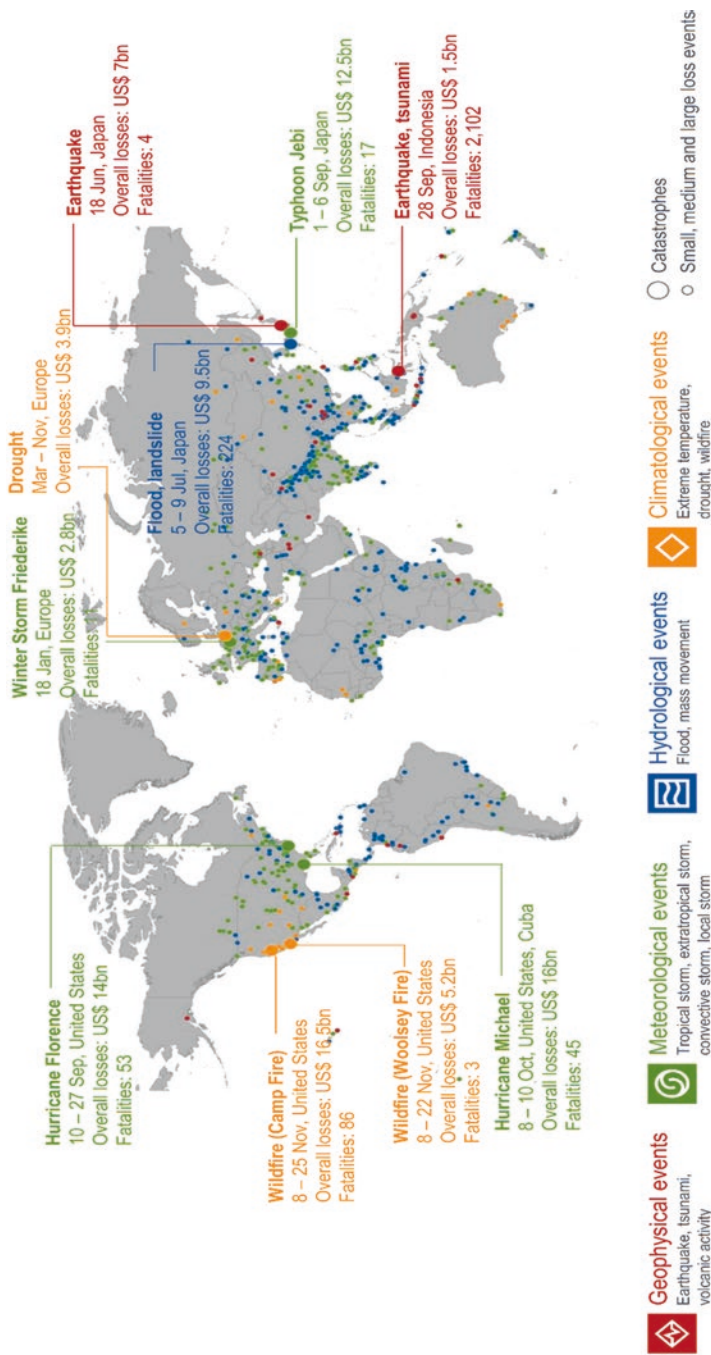 Hurricane Florence
10 – 27 Sep, United States
Overall losses: US$ 14bn
Fatalities: 53
Wildfire (Camp Fire)
8 – 25 Nov, United States
Overall losses: US$ 16.5bn
Fatalities: 86
Wildfire (Woolsey Fire)
8 – 22 Nov, United States
Overall losses: US$ 5.2bn
Fatalities: 3
Hurricane Michael
8 – 10 Oct, United States, Cuba
Overall losses: US$ 16bn
Fatalities: 45
Winter Storm Friederike
18 Jan, Europe
Overall losses: US$ 2.8bn
Fatalities:
Drought
Mar – Nov, Europe
Overall losses: US$ 3.9bn
Flood, landslide
5 – 9 Jul, Japan
Overall losses: US$ 9.5bn
Fatalities: 224
Earthquake
18 Jun, Japan
Overall losses: US$ 7bn
Fatalities: 4
Typhoon Jebi
1 – 6 Sep, Japan
Overall losses: US$ 12.5bn
Fatalities: 17
Earthquake, tsunami
28 Sep, Indonesia
Overall losses: US$ 1.5bn
Fatalities: 2,102
Geophysical events
Earthquake, tsunami,
volcanic activity
Meteorological events
Tropical storm, extratropical storm,
convective storm, local storm
Hydrological events
Flood, mass movement
Climatological events
Extreme temperature,
drought, wildfire
Catastrophes
Small, medium and large loss events